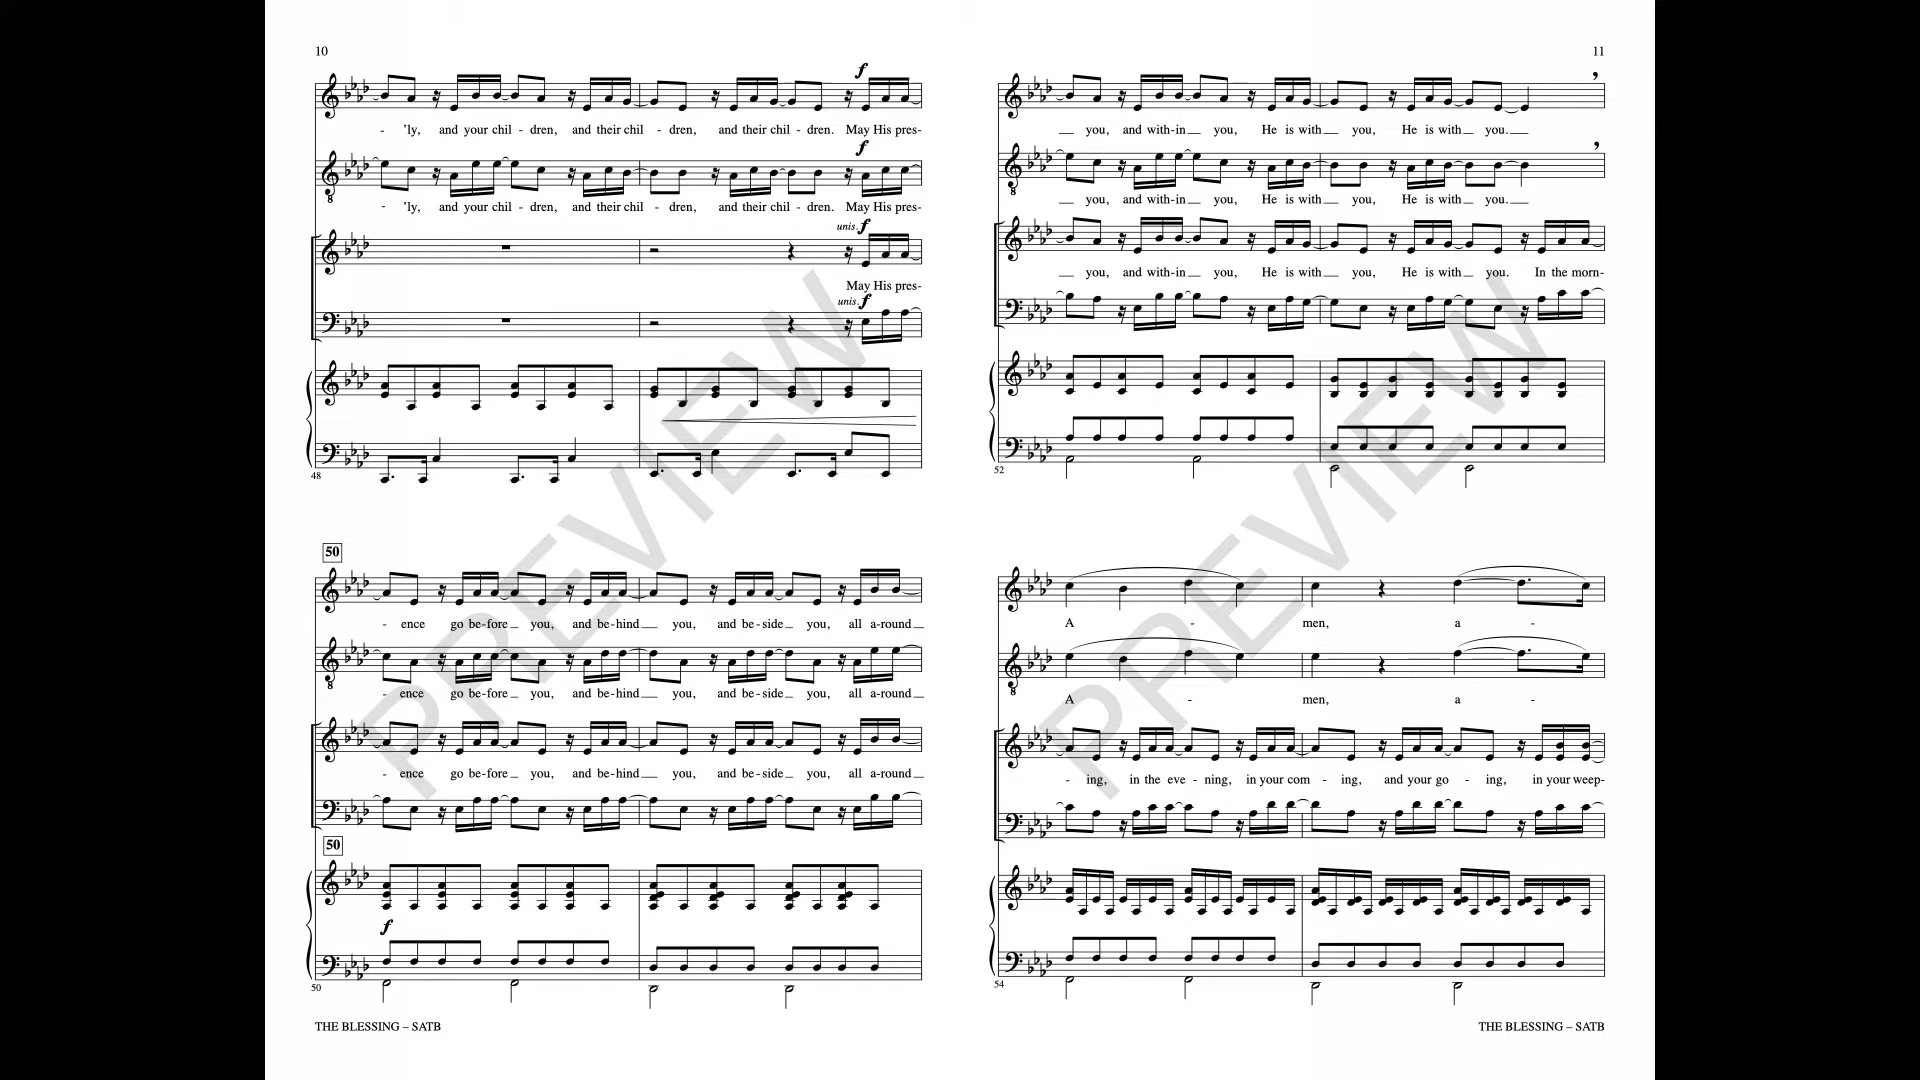 10
f
- 'ly, and your chil - dren, and their chil - dren, and their chil - dren. May His pres-
f
- 'ly, and your chil - dren, and their chil - dren, and their chil - dren. May His pres-
unis. f
May His pres-
unis. f
48
50
- ence go be-fore you, and be-hind you, and be-side you, all a-round
- ence go be-fore you, and be-hind you, and be-side you, all a-round
- ence go be-fore you, and be-hind you, and be-side you, all a-round
50
f
50
THE BLESSING – SATB
PREVIEW
11
you, and with-in you, He is with you, He is with you.
you, and with-in you, He is with you, He is with you.
you, and with-in you, He is with you, He is with you. In the morn-
52
A - men, a -
A - men, a -
- ing, in the eve - ning, in your com - ing, and your go - ing, in your weep-
54
THE BLESSING – SATB
PREVIEW